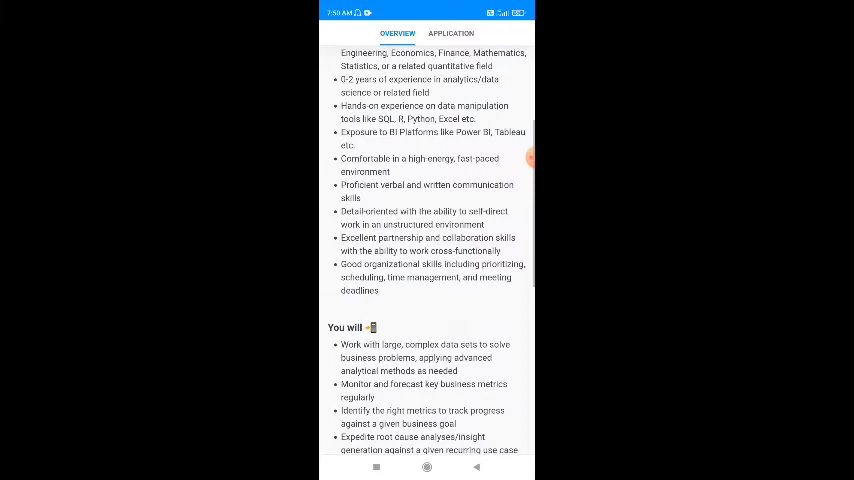 7:50 AM
OVERVIEW APPLICATION
Engineering, Economics, Finance, Mathematics,
Statistics, or a related quantitative field
• 0-2 years of experience in analytics/data
science or related field
• Hands-on experience on data manipulation
tools like SQL, R, Python, Excel etc.
• Exposure to BI Platforms like Power BI, Tableau
etc.
• Comfortable in a high-energy, fast-paced
environment
• Proficient verbal and written communication
skills
• Detail-oriented with the ability to self-direct
work in an unstructured environment
• Excellent partnership and collaboration skills
with the ability to work cross-functionally
• Good organizational skills including prioritizing,
scheduling, time management, and meeting
deadlines
You will
• Work with large, complex data sets to solve
business problems, applying advanced
analytical methods as needed
• Monitor and forecast key business metrics
regularly
• Identify the right metrics to track progress
against a given business goal
• Expedite root cause analyses/insight
generation against a given recurring use case